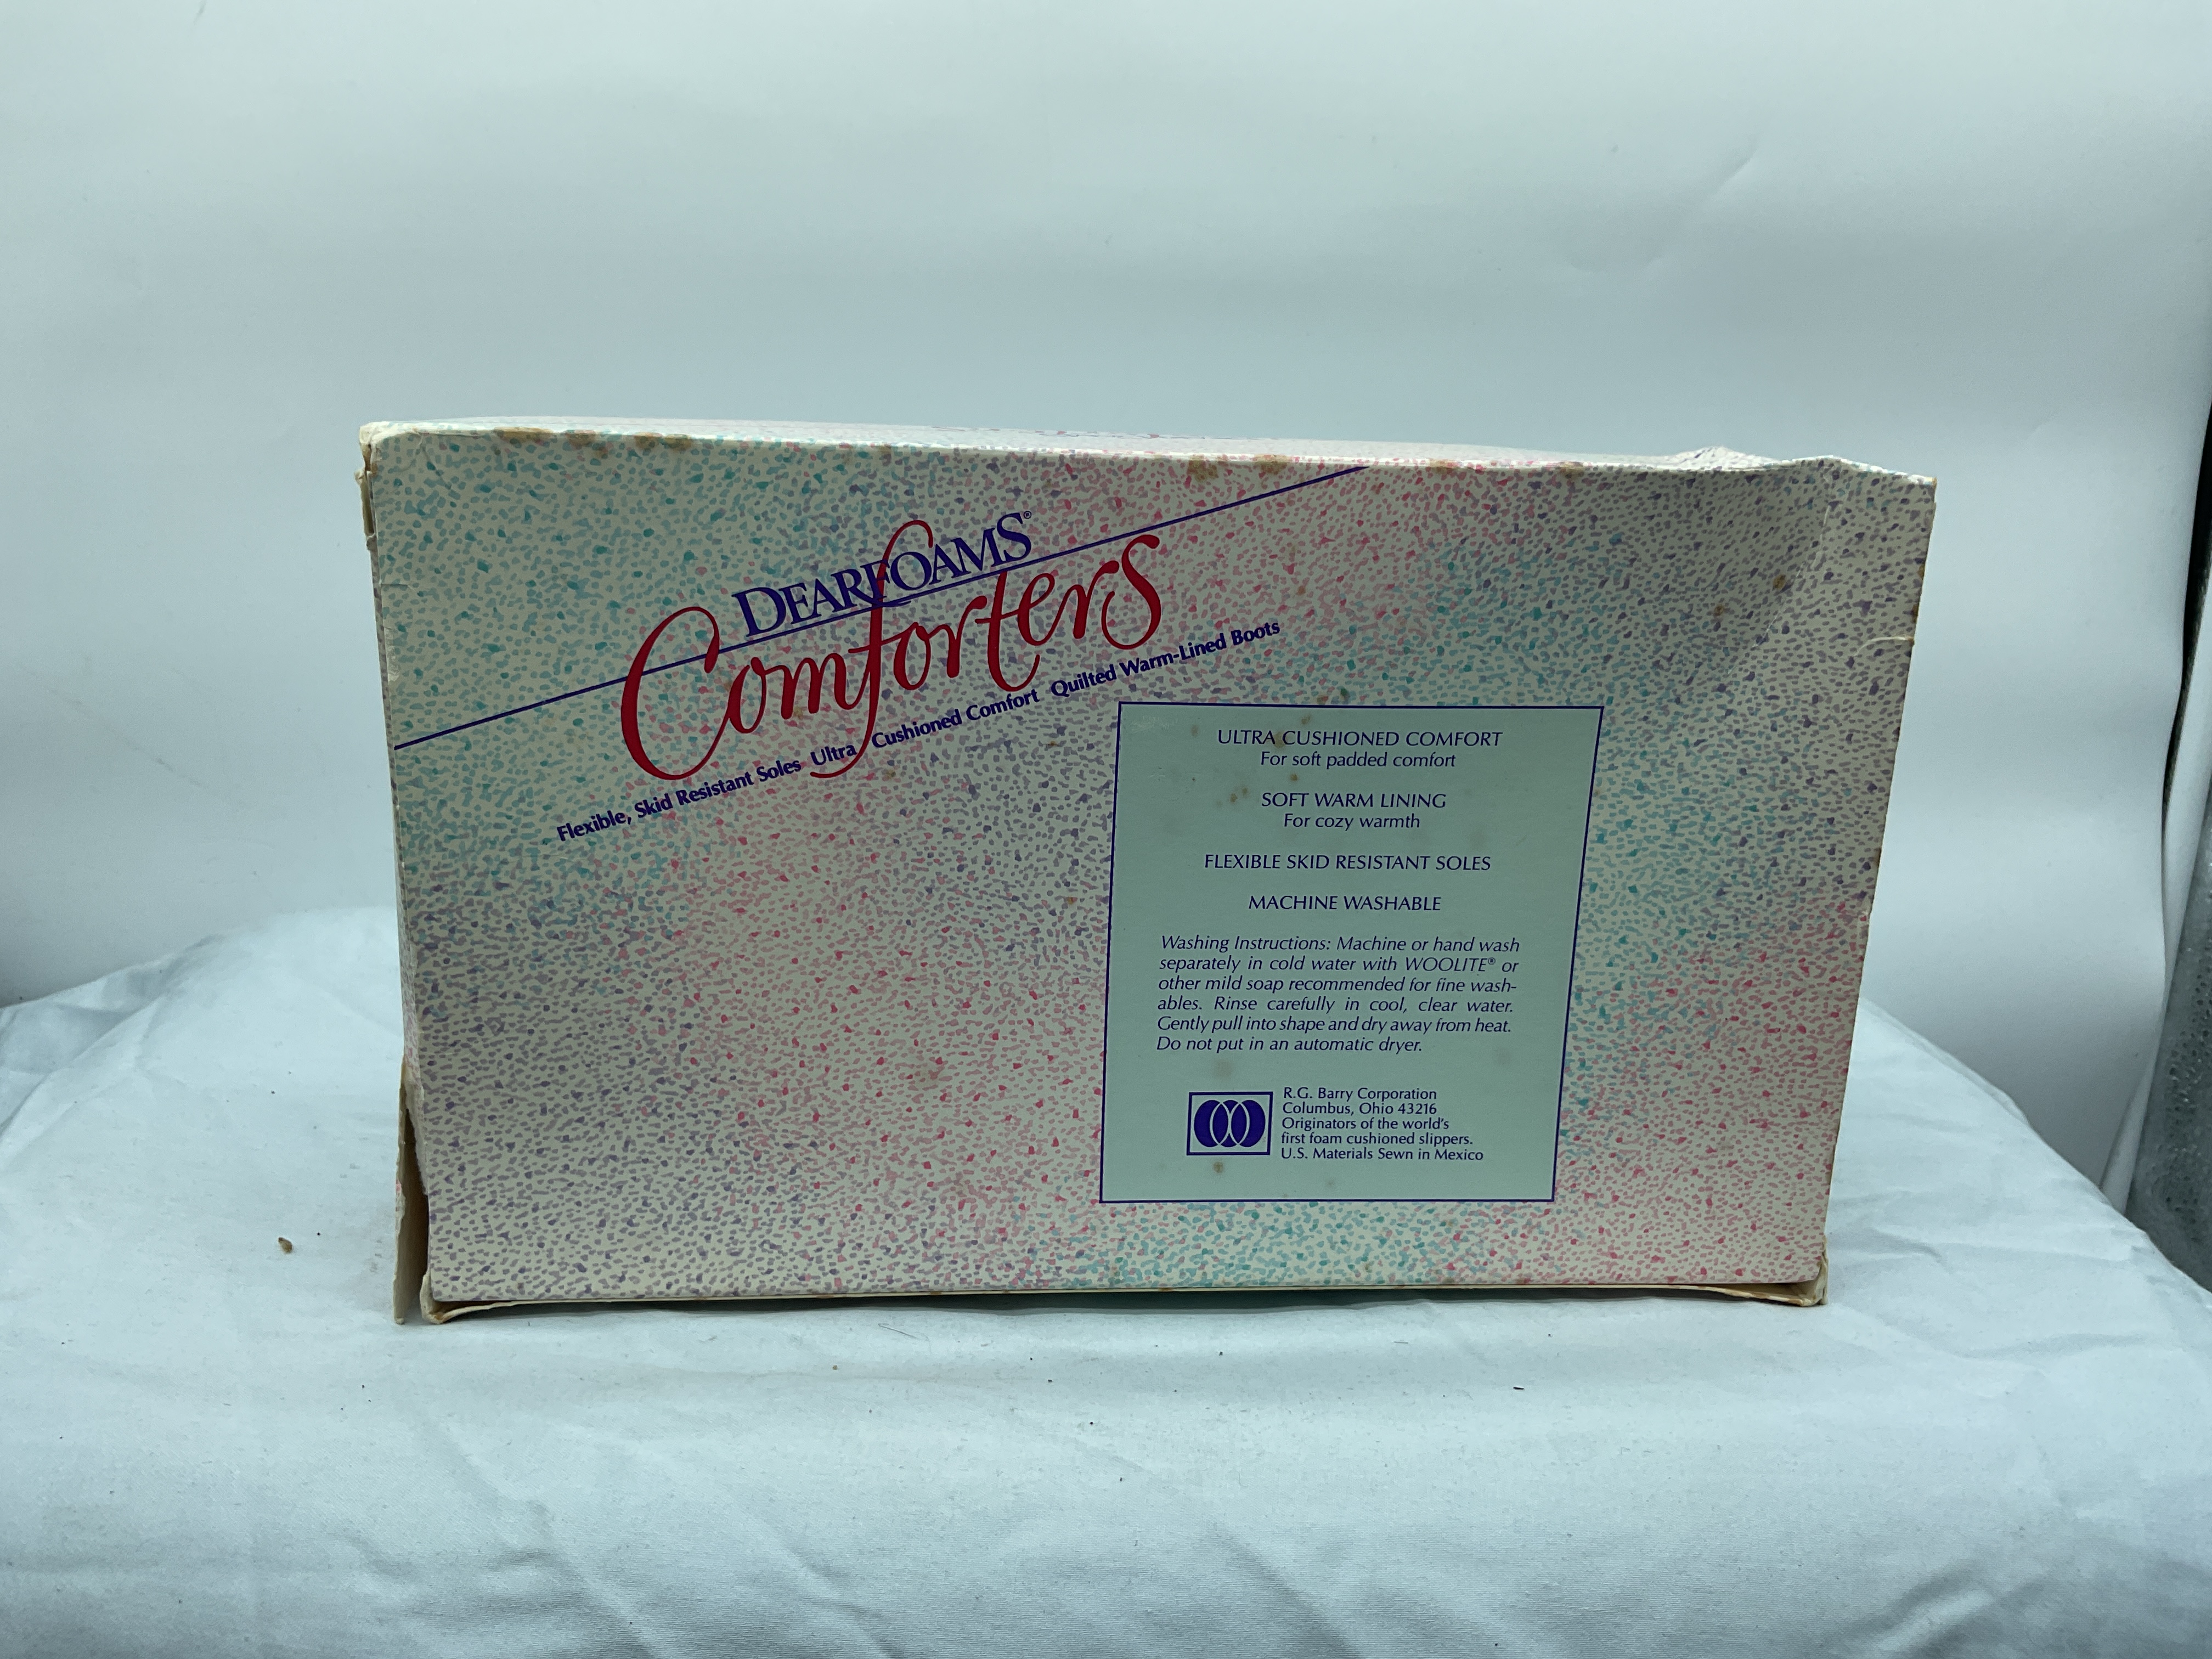 DEARFOAMS®
Comforters
Flexible, Skid Resistant Soles Ultra Cushioned Comfort Quilted Warm-Lined Boots
ULTRA CUSHIONED COMFORT
For soft padded comfort
SOFT WARM LINING
For cozy warmth
FLEXIBLE SKID RESISTANT SOLES
MACHINE WASHABLE
Washing Instructions: Machine or hand wash
separately in cold water with WOOLITE® or
other mild soap recommended for fine wash-
ables. Rinse carefully in cool, clear water.
Gently pull into shape and dry away from heat.
Do not put in an automatic dryer.
R.G. Barry Corporation
Columbus, Ohio 43216
Originators of the world's
first foam cushioned slippers.
U.S. Materials Sewn in Mexico